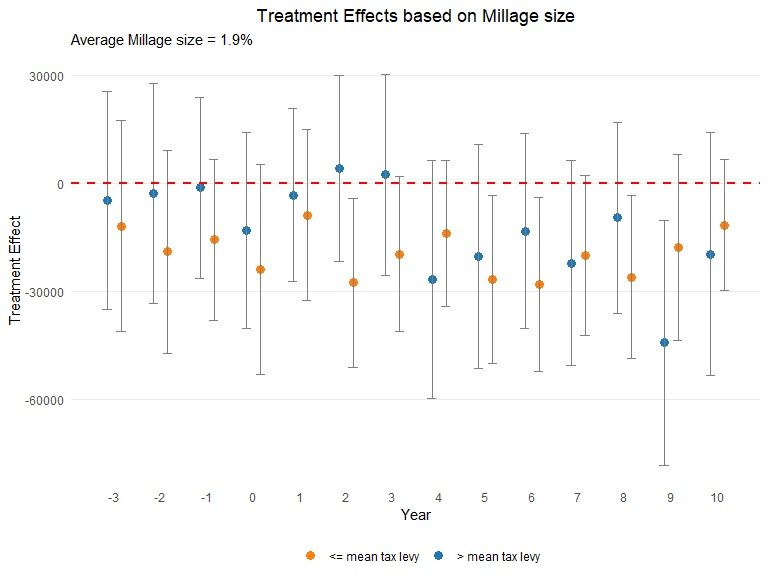 Treatment Effects based on Millage size
Average Millage size = 1.9%
30000
0
-30000
-60000
Treatment Effect
-3 -2 -1 0 1 2 3 4 5 6 7 8 9 10
Year
<= mean tax levy > mean tax levy